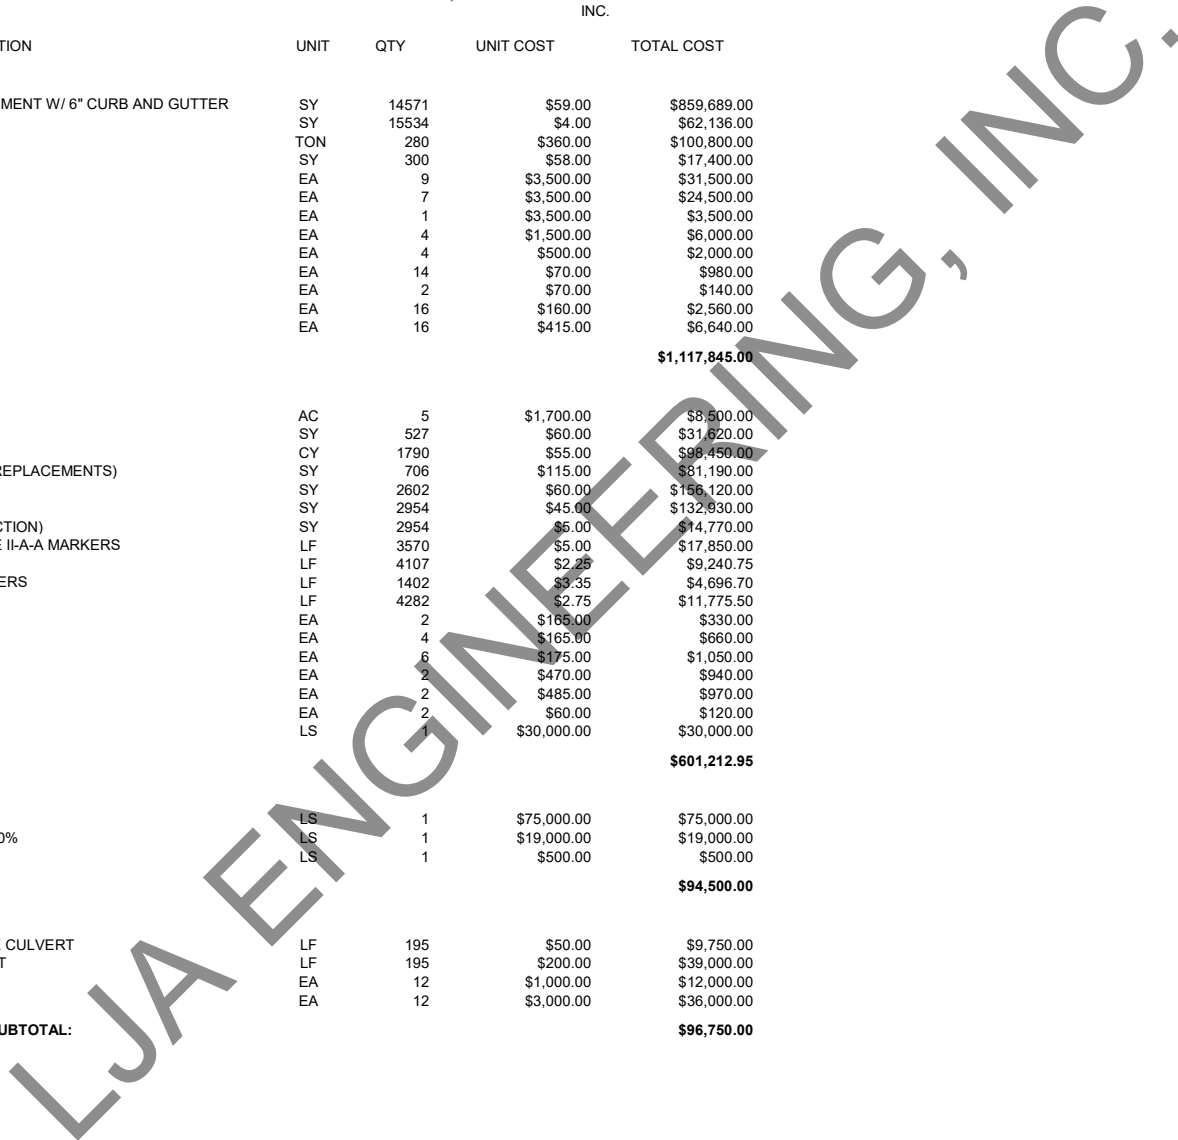 INC.
TION UNIT QTY UNIT COST TOTAL COST
MENT W/ 6" CURB AND GUTTER SY 14571 $59.00 $859,689.00
SY 15534 $4.00 $62,136.00
TON 280 $360.00 $100,800.00
SY 300 $58.00 $17,400.00
EA 9 $3,500.00 $31,500.00
EA 7 $3,500.00 $24,500.00
EA 1 $3,500.00 $3,500.00
EA 4 $1,500.00 $6,000.00
EA 4 $500.00 $2,000.00
EA 14 $70.00 $980.00
EA 2 $70.00 $140.00
EA 16 $160.00 $2,560.00
EA 16 $415.00 $6,640.00
$1,117,845.00
AC 5 $1,700.00 $8,500.00
SY 527 $60.00 $31,620.00
CY 1790 $55.00 $98,450.00
REPLACEMENTS) SY 706 $115.00 $81,190.00
SY 2602 $60.00 $156,120.00
SY 2954 $45.00 $132,930.00
CTION) SY 2954 $5.00 $14,770.00
E II-A-A MARKERS LF 3570 $5.00 $17,850.00
LF 4107 $2.25 $9,240.75
ERS LF 1402 $3.35 $4,696.70
LF 4282 $2.75 $11,775.50
EA 2 $165.00 $330.00
EA 4 $165.00 $660.00
EA 6 $175.00 $1,050.00
EA 2 $470.00 $940.00
EA 2 $485.00 $970.00
EA 2 $60.00 $120.00
LS 1 $30,000.00 $30,000.00
$601,212.95
LS 1 $75,000.00 $75,000.00
0% LS 1 $19,000.00 $19,000.00
LS 1 $500.00 $500.00
$94,500.00
E CULVERT LF 195 $50.00 $9,750.00
T LF 195 $200.00 $39,000.00
EA 12 $1,000.00 $12,000.00
EA 12 $3,000.00 $36,000.00
UBTOTAL: $96,750.00
LJA ENGINEERING, INC.